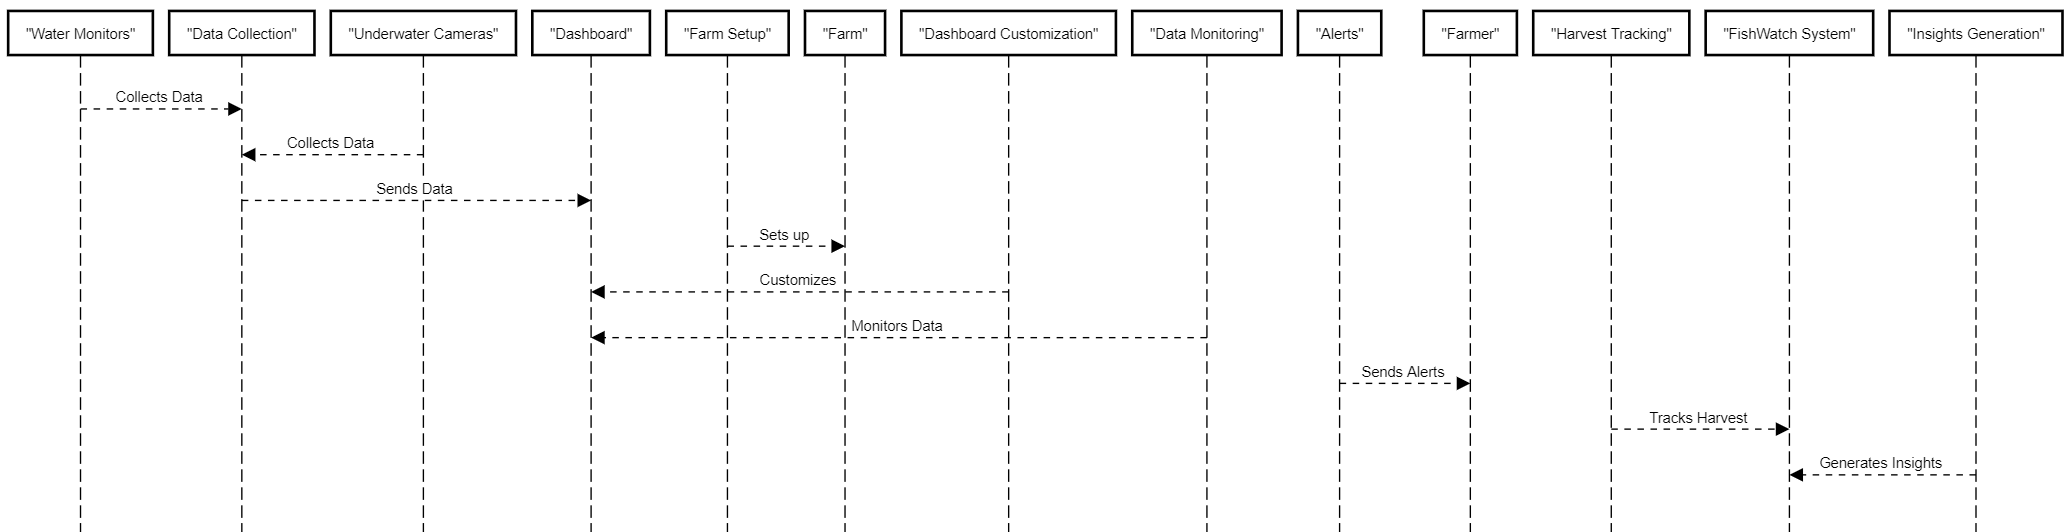 "Water Monitors"
"Data Collection"
"Underwater Cameras"
"Dashboard"
"Farm Setup"
"Farm"
"Dashboard Customization"
"Data Monitoring"
"Alerts"
"Farmer"
"Harvest Tracking"
"FishWatch System"
"Insights Generation"
Collects Data
Collects Data
Sends Data
Sets up
Customizes
Monitors Data
Sends Alerts
Tracks Harvest
Generates Insights